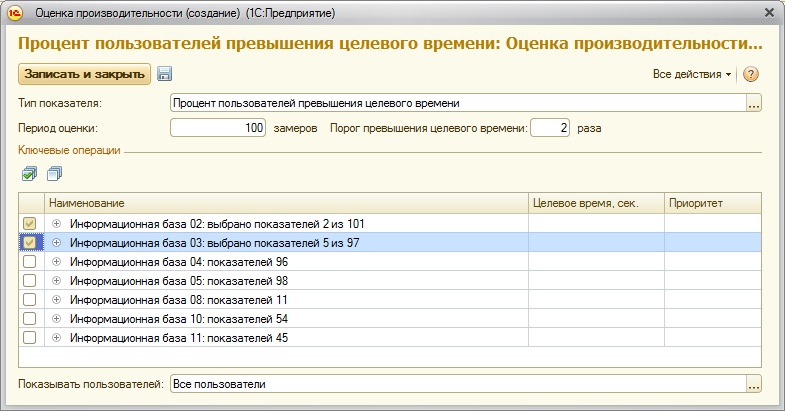 Оценка производительности (создание) (1С:Предприятие)
Процент пользователей превышения целевого времени: Оценка производительности...
Записать и закрыть Все действия
Тип показателя: Процент пользователей превышения целевого времени ...
Период оценки: 100 замеров Порог превышения целевого времени: 2 раза
Ключевые операции
Наименование Целевое время, сек. Приоритет
Информационная база 02: выбрано показателей 2 из 101
Информационная база 03: выбрано показателей 5 из 97
Информационная база 04: показателей 96
Информационная база 05: показателей 98
Информационная база 08: показателей 11
Информационная база 10: показателей 54
Информационная база 11: показателей 45
Показывать пользователей: Все пользователи ...